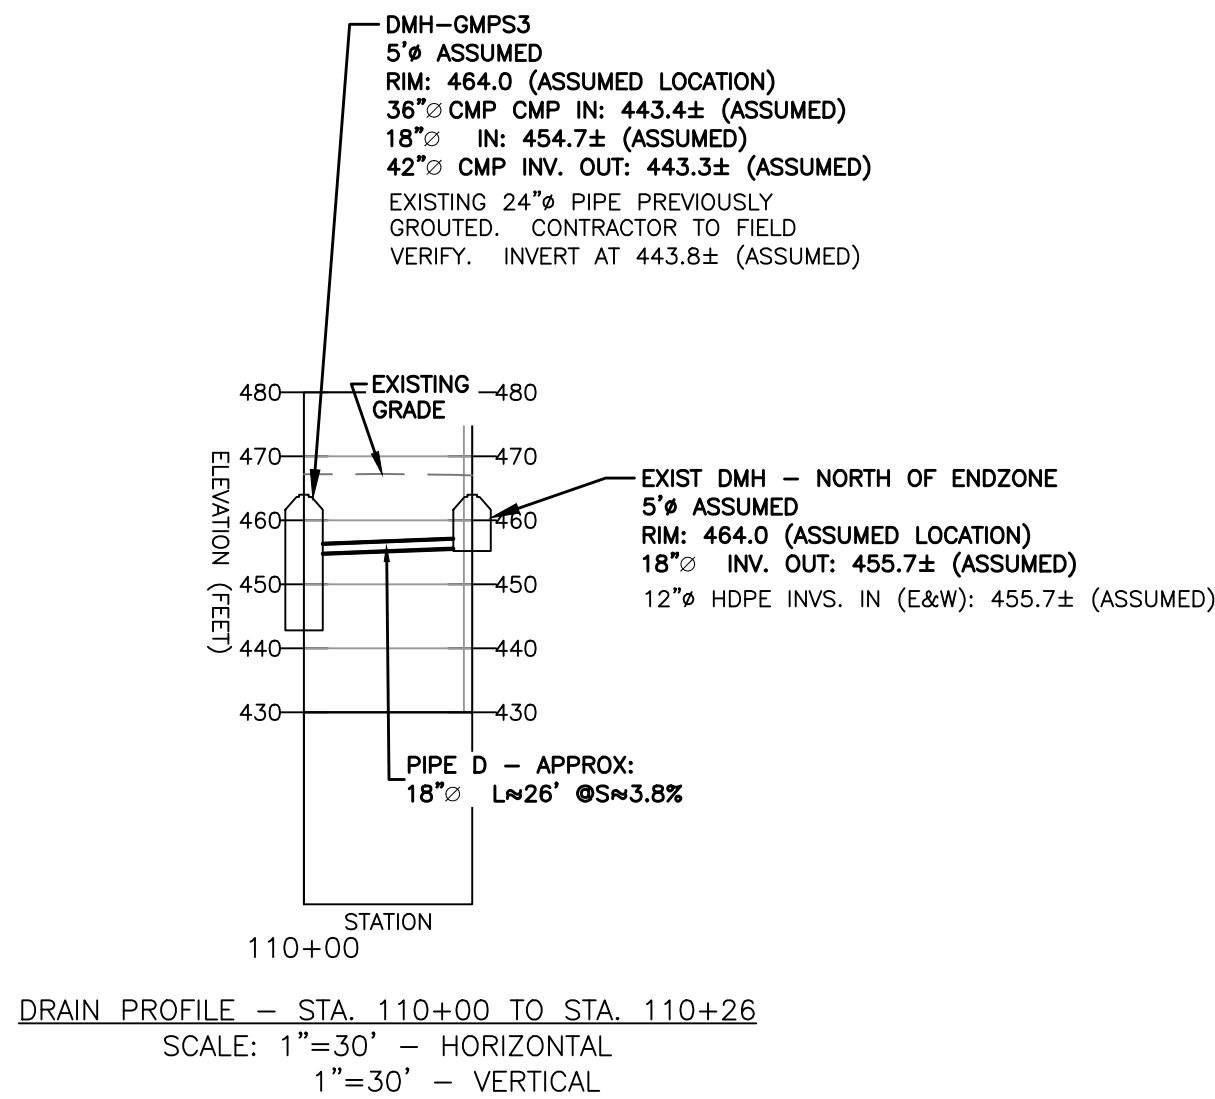 DMH-GMPS3
5'ø ASSUMED
RIM: 464.0 (ASSUMED LOCATION)
36"∅ CMP CMP IN: 443.4± (ASSUMED)
18"∅ IN: 454.7± (ASSUMED)
42"∅ CMP INV. OUT: 443.3± (ASSUMED)
EXISTING 24"ø PIPE PREVIOUSLY
GROUTED. CONTRACTOR TO FIELD
VERIFY. INVERT AT 443.8± (ASSUMED)
480
EXISTING
GRADE
480
470
470
460
460
450
450
440
440
430
430
ELEVATION (FEET)
EXIST DMH - NORTH OF ENDZONE
5'ø ASSUMED
RIM: 464.0 (ASSUMED LOCATION)
18"∅ INV. OUT: 455.7± (ASSUMED)
12"ø HDPE INVS. IN (E&W): 455.7± (ASSUMED)
PIPE D - APPROX:
18"∅ L≈26' @S≈3.8%
STATION
110+00
DRAIN PROFILE - STA. 110+00 TO STA. 110+26
SCALE: 1"=30' - HORIZONTAL
1"=30' - VERTICAL